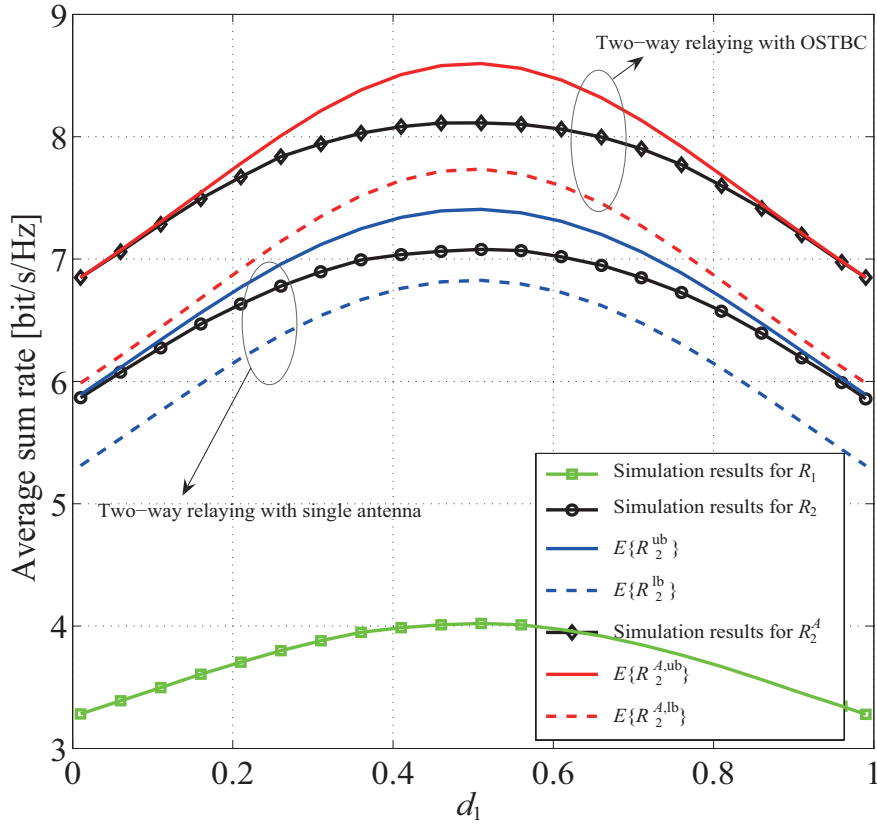 9
8
7
6
5
4
3
Average sum rate [bit/s/Hz]
Two−way relaying with OSTBC
Two−way relaying with single antenna
Simulation results for R₁
Simulation results for R₂
E{R₂ᵘᵇ}
E{R₂ˡᵇ}
Simulation results for R₂ᴬ
E{R₂ᴬ,ᵘᵇ}
E{R₂ᴬ,ˡᵇ}
0 0.2 0.4 0.6 0.8 1
d₁